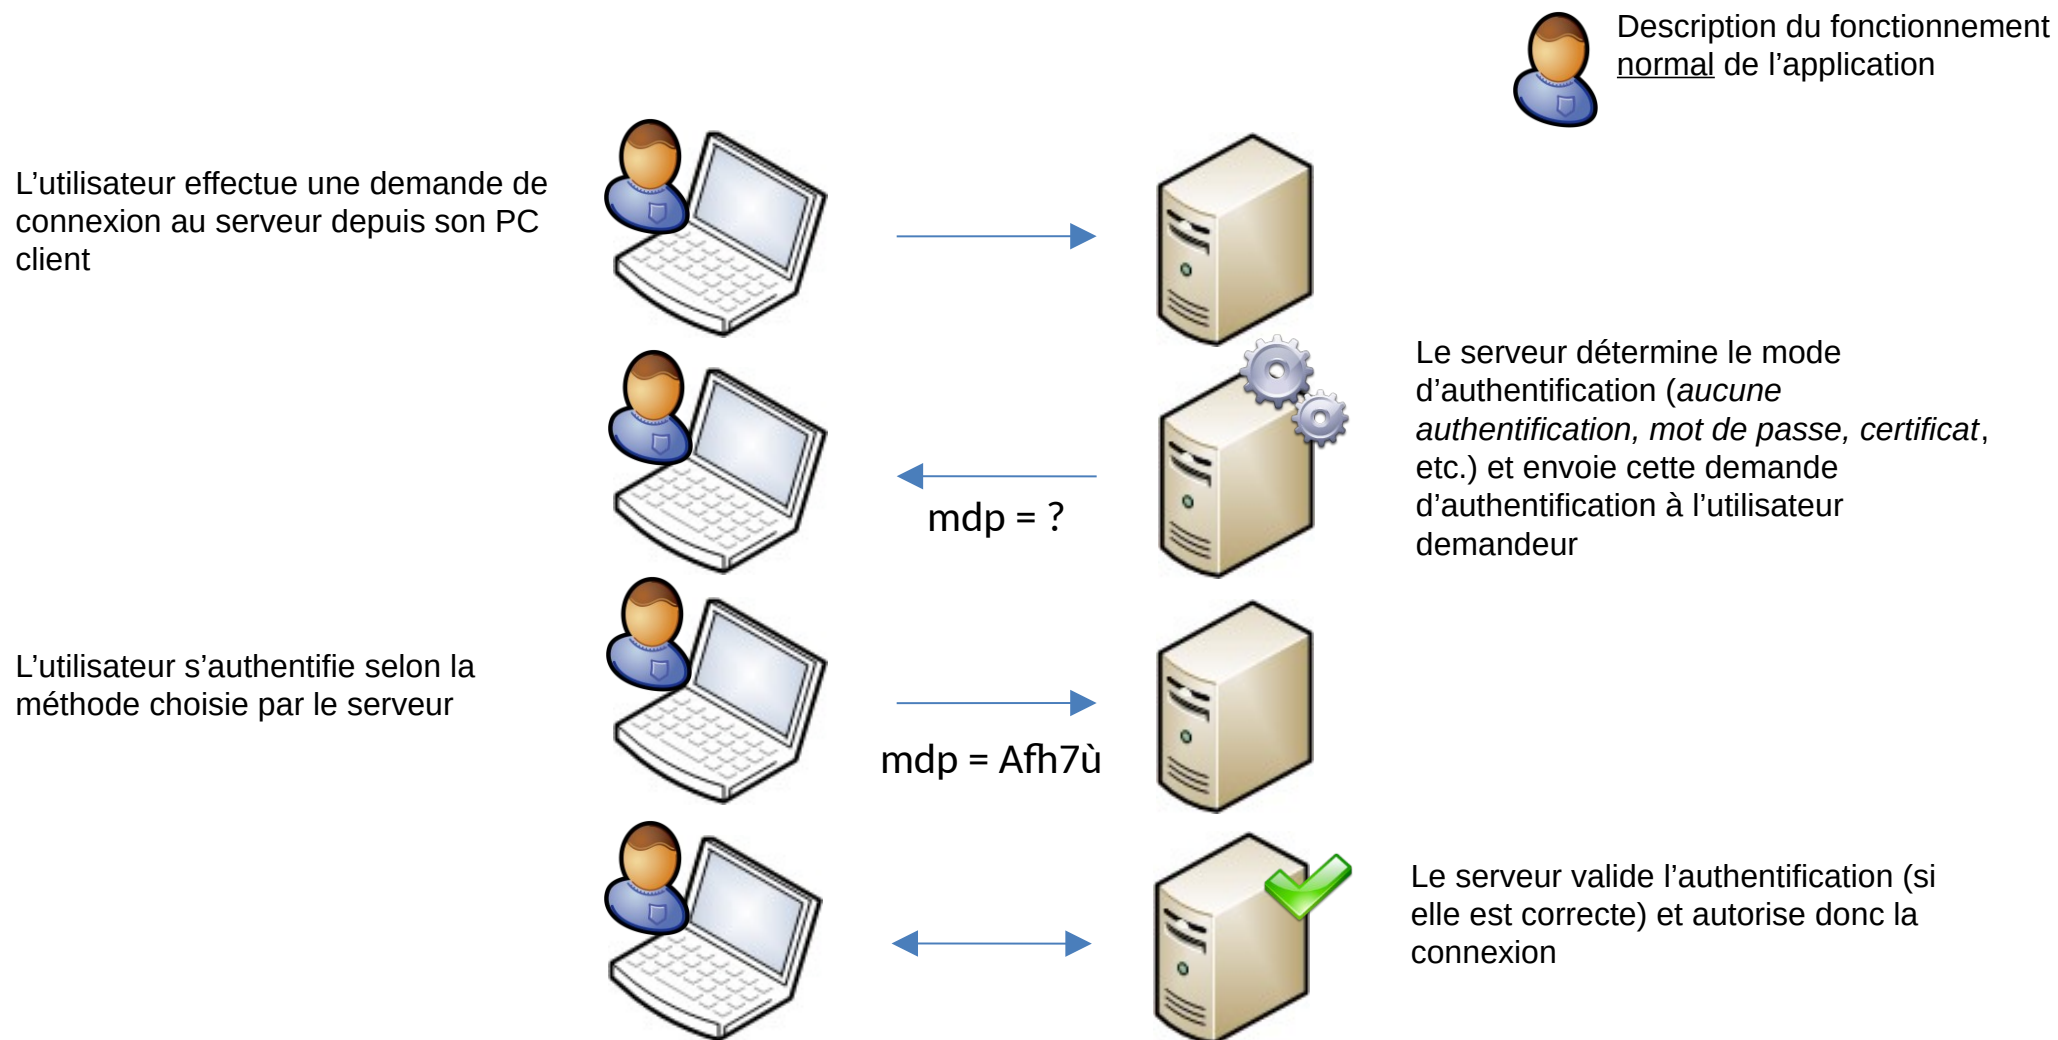 Description du fonctionnement
normal de l’application
L’utilisateur effectue une demande de
connexion au serveur depuis son PC
client
Le serveur détermine le mode
d’authentification (aucune
authentification, mot de passe, certificat,
etc.) et envoie cette demande
d’authentification à l’utilisateur
demandeur
mdp = ?
L’utilisateur s’authentifie selon la
méthode choisie par le serveur
mdp = Afh7ù
Le serveur valide l’authentification (si
elle est correcte) et autorise donc la
connexion